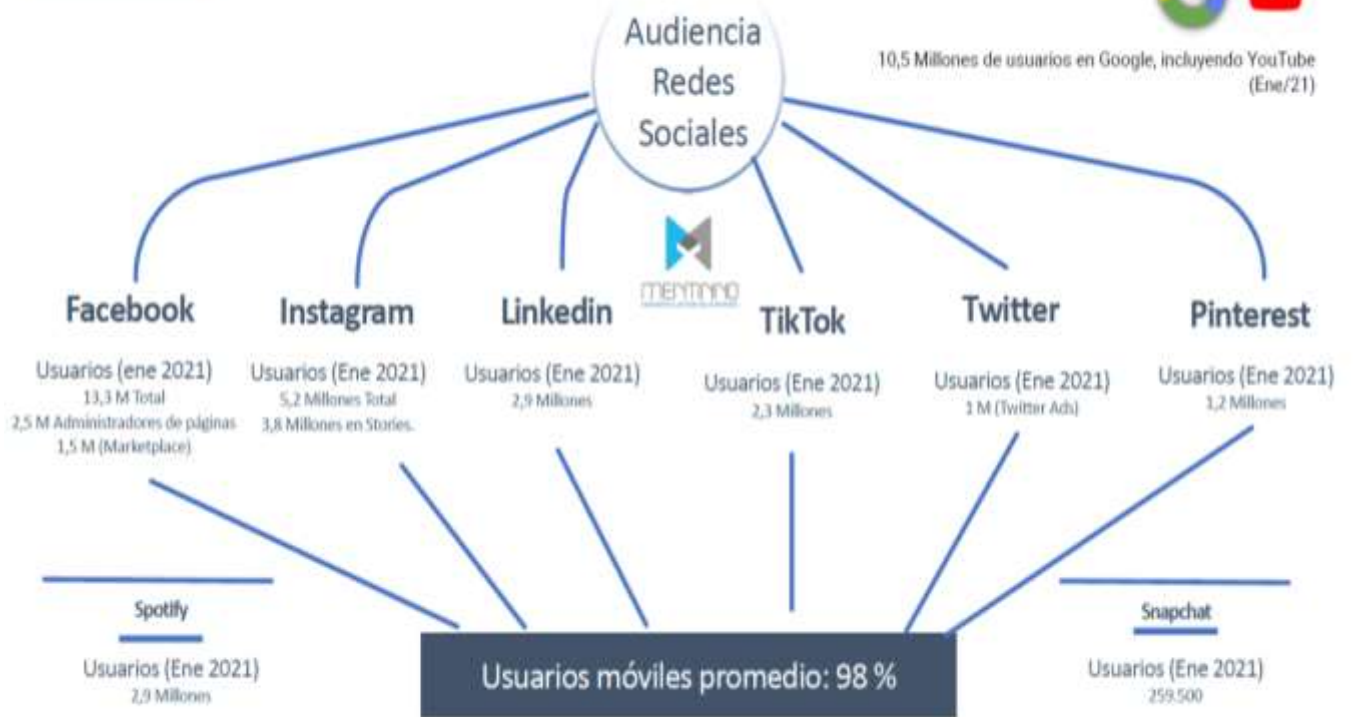 Audiencia
Redes
Sociales
10,5 Millones de usuarios en Google, incluyendo YouTube
(Ene/21)
MENTINNO
Facebook
Usuarios (ene 2021)
13,3 M Total
2,5 M Administradores de páginas
1,5 M (Marketplace)
Instagram
Usuarios (Ene 2021)
5,2 Millones Total
3,8 Millones en Stories.
Linkedin
Usuarios (Ene 2021)
2,9 Millones
TikTok
Usuarios (Ene 2021)
2,3 Millones
Twitter
Usuarios (Ene 2021)
1 M (Twitter Ads)
Pinterest
Usuarios (Ene 2021)
1,2 Millones
Spotify
Usuarios (Ene 2021)
2,9 Millones
Usuarios móviles promedio: 98 %
Snapchat
Usuarios (Ene 2021)
259.500